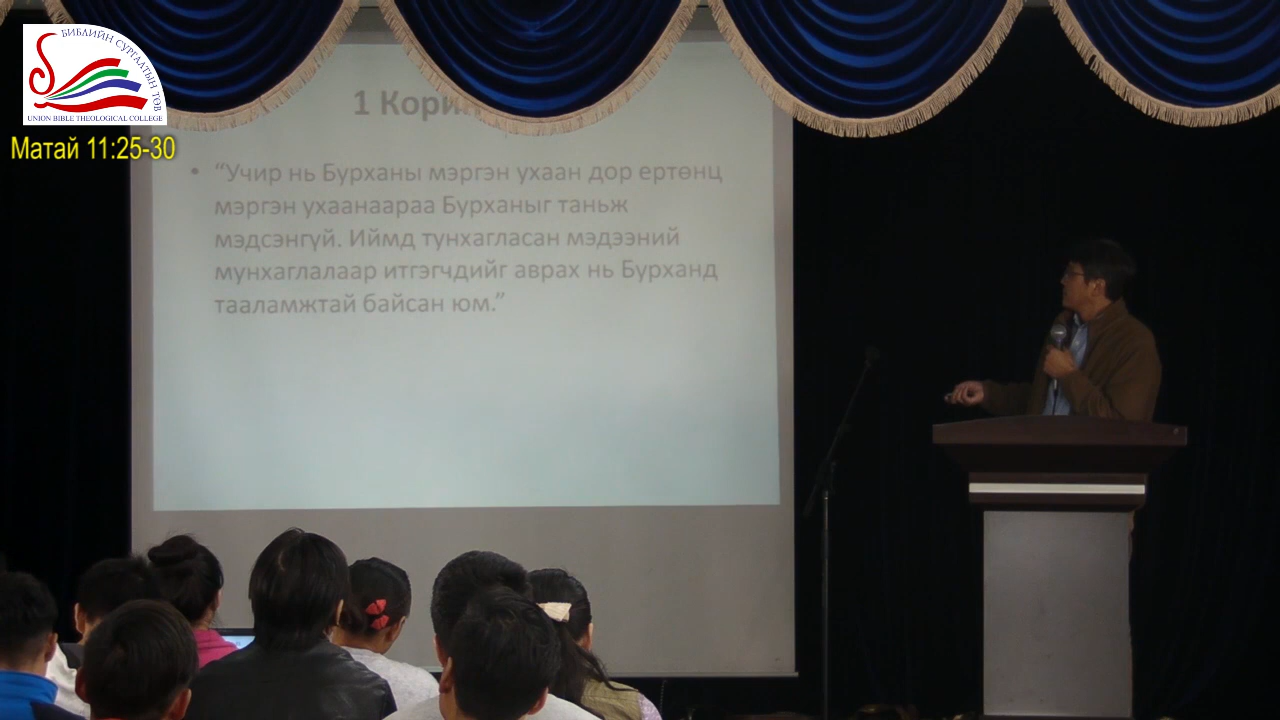 БИБЛИЙН СУРГАЛТЫН ТӨВ
UNION BIBLE THEOLOGICAL COLLEGE
Матай 11:25-30
1
• “Учир нь Бурханы мэргэн ухаан дор ертөнц
мэргэн ухаанаараа Бурханыг таньж
мэдсэнгүй. Иймд тунхагласан мэдээний
мунхаглалаар итгэгчдийг аврах нь Бурханд
тааламжтай байсан юм.”